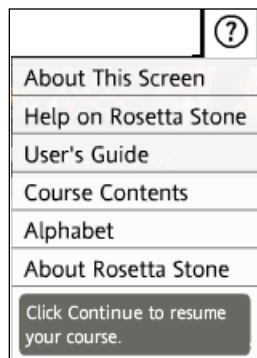 ?
About This Screen
Help on Rosetta Stone
User's Guide
Course Contents
Alphabet
About Rosetta Stone
Click Continue to resume
your course.